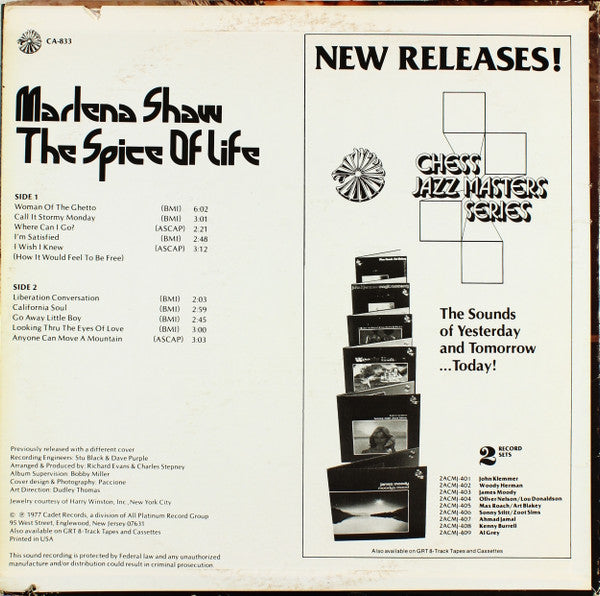 CA-833
Marlena Shaw
The Spice Of Life
SIDE 1
Woman Of The Ghetto (BMI) 6:02
Call It Stormy Monday (BMI) 3:01
Where Can I Go? (ASCAP) 2:21
I'm Satisfied (BMI) 2:48
I Wish I Knew (ASCAP) 3:12
(How It Would Feel To Be Free)
SIDE 2
Liberation Conversation (BMI) 2:03
California Soul (BMI) 2:59
Go Away Little Boy (BMI) 2:45
Looking Thru The Eyes Of Love (BMI) 3:00
Anyone Can Move A Mountain (ASCAP) 3:03
Previously released with a different cover
Recording Engineers: Stu Black & Dave Purple
Arranged & Produced by: Richard Evans & Charles Stepney
Album Supervision: Bobby Miller
Cover design & Photography: Paccione
Art Direction: Dudley Thomas
Jewelry courtesy of Harry Winston, Inc., New York City
© ℗ 1977 Cadet Records, a division of All Platinum Record Group
95 West Street, Englewood, New Jersey 07631
Also available on GRT 8-Track Tapes and Cassettes
Printed in USA
This sound recording is protected by Federal law and any unauthorized
manufacture and/or distribution could result in criminal prosecution.
NEW RELEASES!
CHESS
JAZZ MASTERS
SERIES
The Sounds
of Yesterday
and Tomorrow
...Today!
2 RECORD
SETS
2ACMJ-401 John Klemmer
2ACMJ-402 Woody Herman
2ACMJ-403 James Moody
2ACMJ-404 Oliver Nelson/Lou Donaldson
2ACMJ-405 Max Roach/Art Blakey
2ACMJ-406 Sonny Stitt/Zoot Sims
2ACMJ-407 Ahmad Jamal
2ACMJ-408 Kenny Burrell
2ACMJ-409 Al Grey
james moody
Also available on GRT 8-Track Tapes and Cassettes